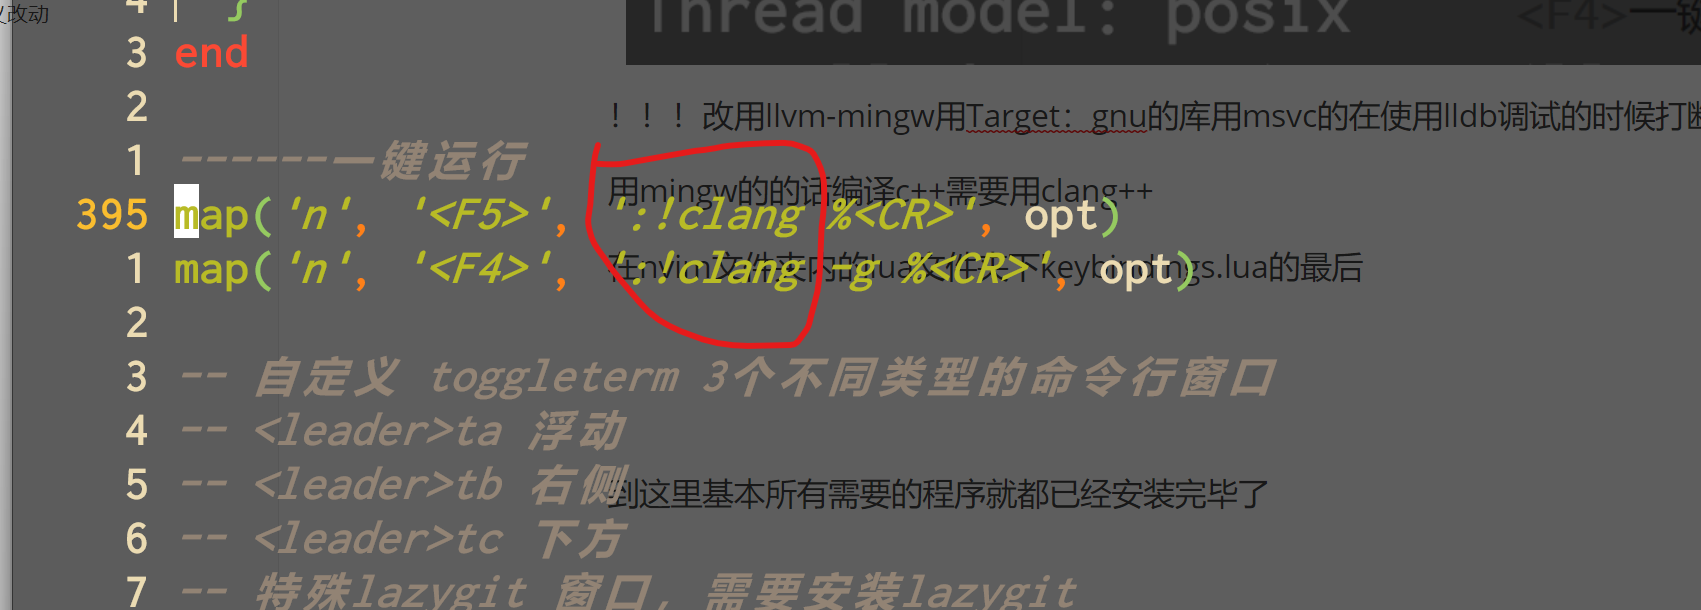 义改动
4 }
Thread model: posix
<F4>一键
3 end
2
！！！改用llvm-mingw用Target：gnu的库用msvc的在使用lldb调试的时候打断
1 ------一键运行
用mingw的的话编译c++需要用clang++
395 map('n', '<F5>', ':!clang %<CR>', opt)
1 map('n', '<F4>', ':!clang -g %<CR>', opt)
在nvim文件夹内的lua文件夹下keybindings.lua的最后
2
3 -- 自定义 toggleterm 3个不同类型的命令行窗口
4 -- <leader>ta 浮动
5 -- <leader>tb 右侧
到这里基本所有需要的程序就都已经安装完毕了
6 -- <leader>tc 下方
7 -- 特殊lazygit 窗口，需要安装lazygit